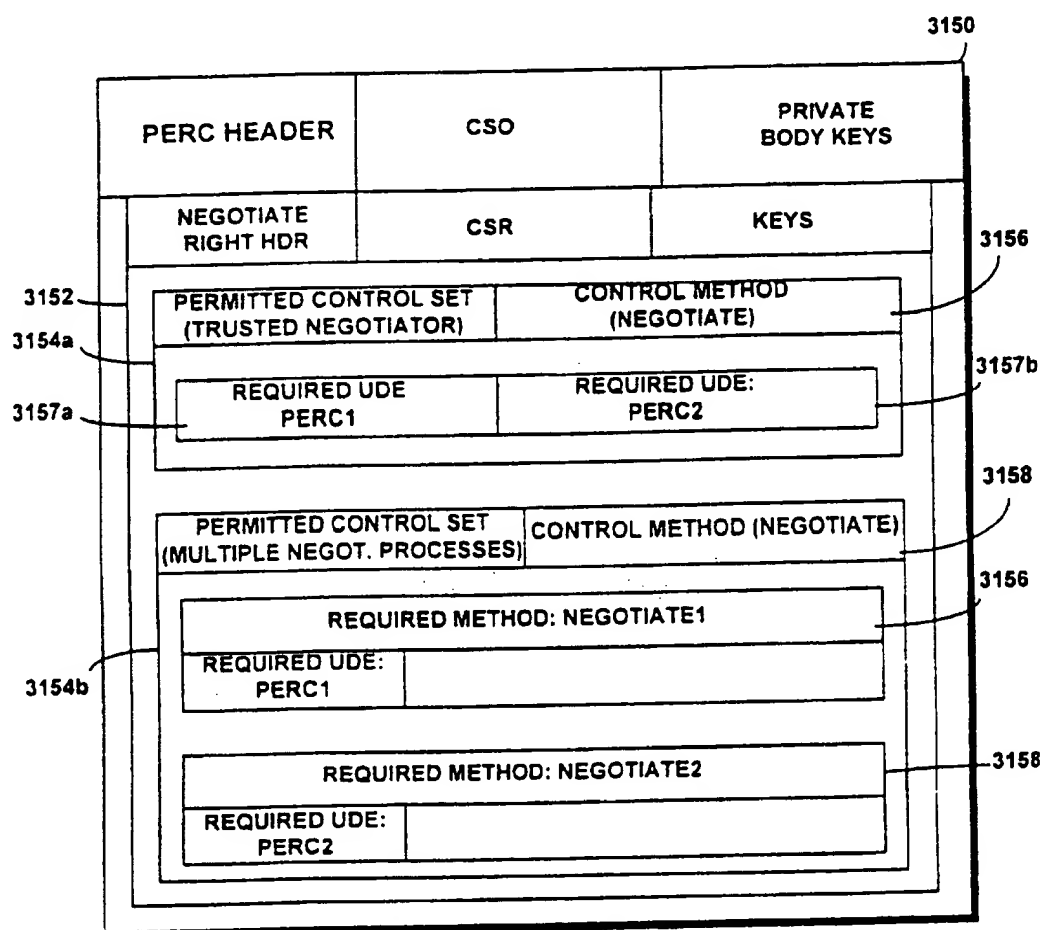 3150
PERC HEADER
CSO
PRIVATE
BODY KEYS
NEGOTIATE
RIGHT HDR
CSR
KEYS
3156
3152
PERMITTED CONTROL SET
(TRUSTED NEGOTIATOR)
CONTROL METHOD
(NEGOTIATE)
3154a
3157b
REQUIRED UDE
PERC1
REQUIRED UDE:
PERC2
3157a
3158
PERMITTED CONTROL SET
(MULTIPLE NEGOT. PROCESSES)
CONTROL METHOD (NEGOTIATE)
3156
REQUIRED METHOD: NEGOTIATE1
REQUIRED UDE:
PERC1
3154b
REQUIRED METHOD: NEGOTIATE2
3158
REQUIRED UDE:
PERC2